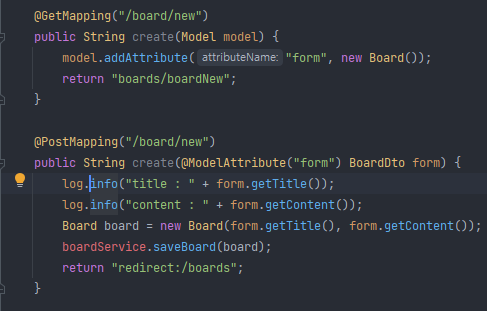 @GetMapping("/board/new")
public String create(Model model) {
model.addAttribute( attributeName: "form", new Board());
return "boards/boardNew";
}
@PostMapping("/board/new")
public String create(@ModelAttribute("form") BoardDto form) {
log.info("title : " + form.getTitle());
log.info("content : " + form.getContent());
Board board = new Board(form.getTitle(), form.getContent());
boardService.saveBoard(board);
return "redirect:/boards";
}